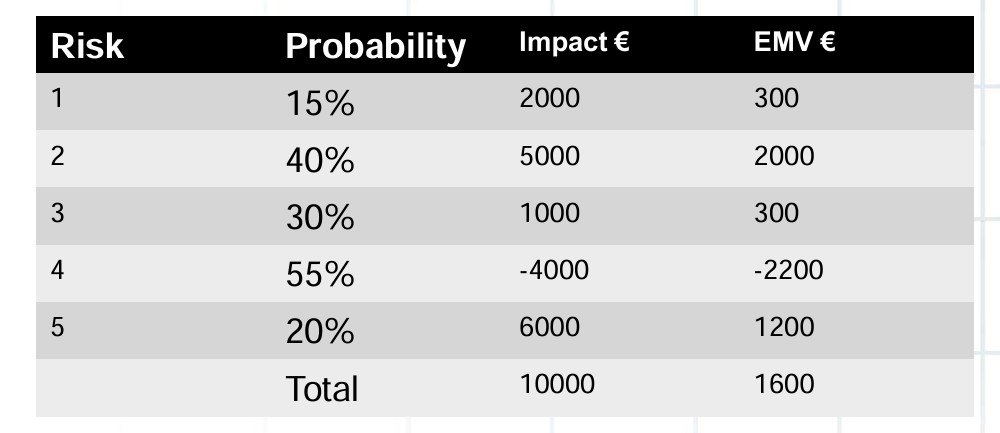 Risk Probability Impact € EMV €
1 15% 2000 300
2 40% 5000 2000
3 30% 1000 300
4 55% -4000 -2200
5 20% 6000 1200
Total 10000 1600